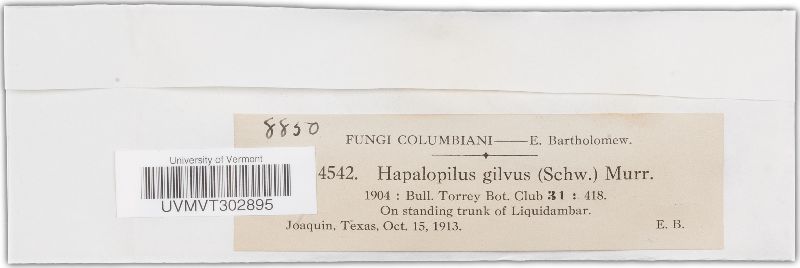 8850
FUNGI COLUMBIANI——E. Bartholomew.
University of Vermont
UVMVT302895
4542. Hapalopilus gilvus (Schw.) Murr.
1904 : Bull. Torrey Bot. Club 31 : 418.
On standing trunk of Liquidambar.
Joaquin, Texas, Oct. 15, 1913. E. B.